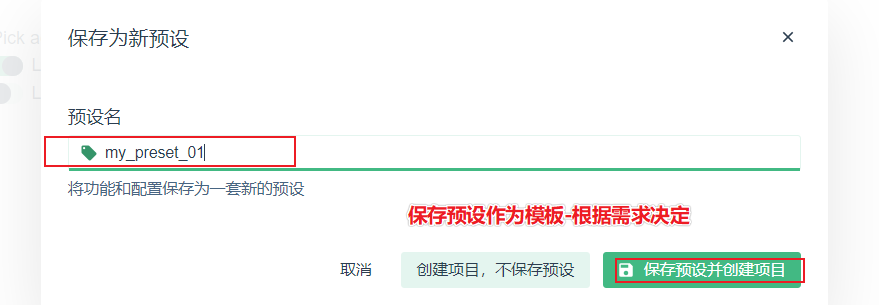 保存为新预设
Pick a
L
L
预设名
my_preset_01
将功能和配置保存为一套新的预设
保存预设作为模板-根据需求决定
取消
创建项目，不保存预设
保存预设并创建项目